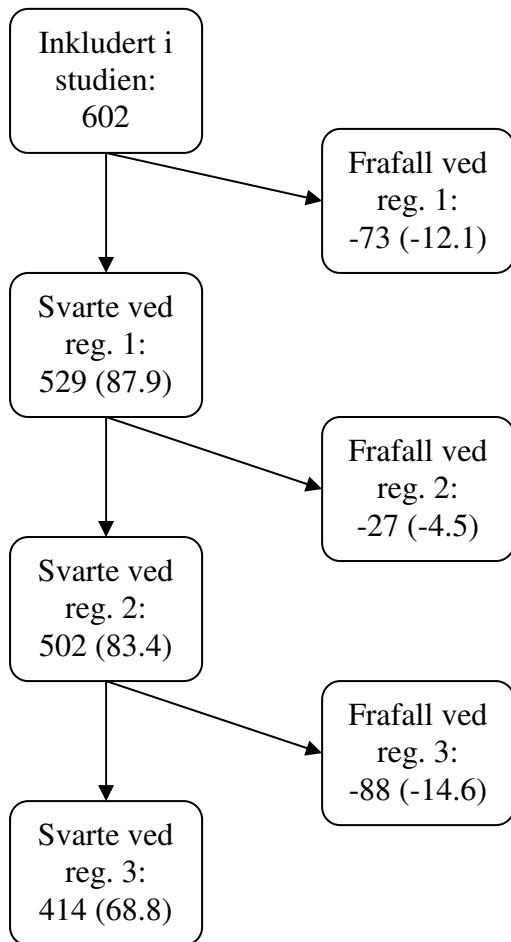 Inkludert i
studien:
602
Frafall ved
reg. 1:
-73 (-12.1)
Svarte ved
reg. 1:
529 (87.9)
Frafall ved
reg. 2:
-27 (-4.5)
Svarte ved
reg. 2:
502 (83.4)
Frafall ved
reg. 3:
-88 (-14.6)
Svarte ved
reg. 3:
414 (68.8)